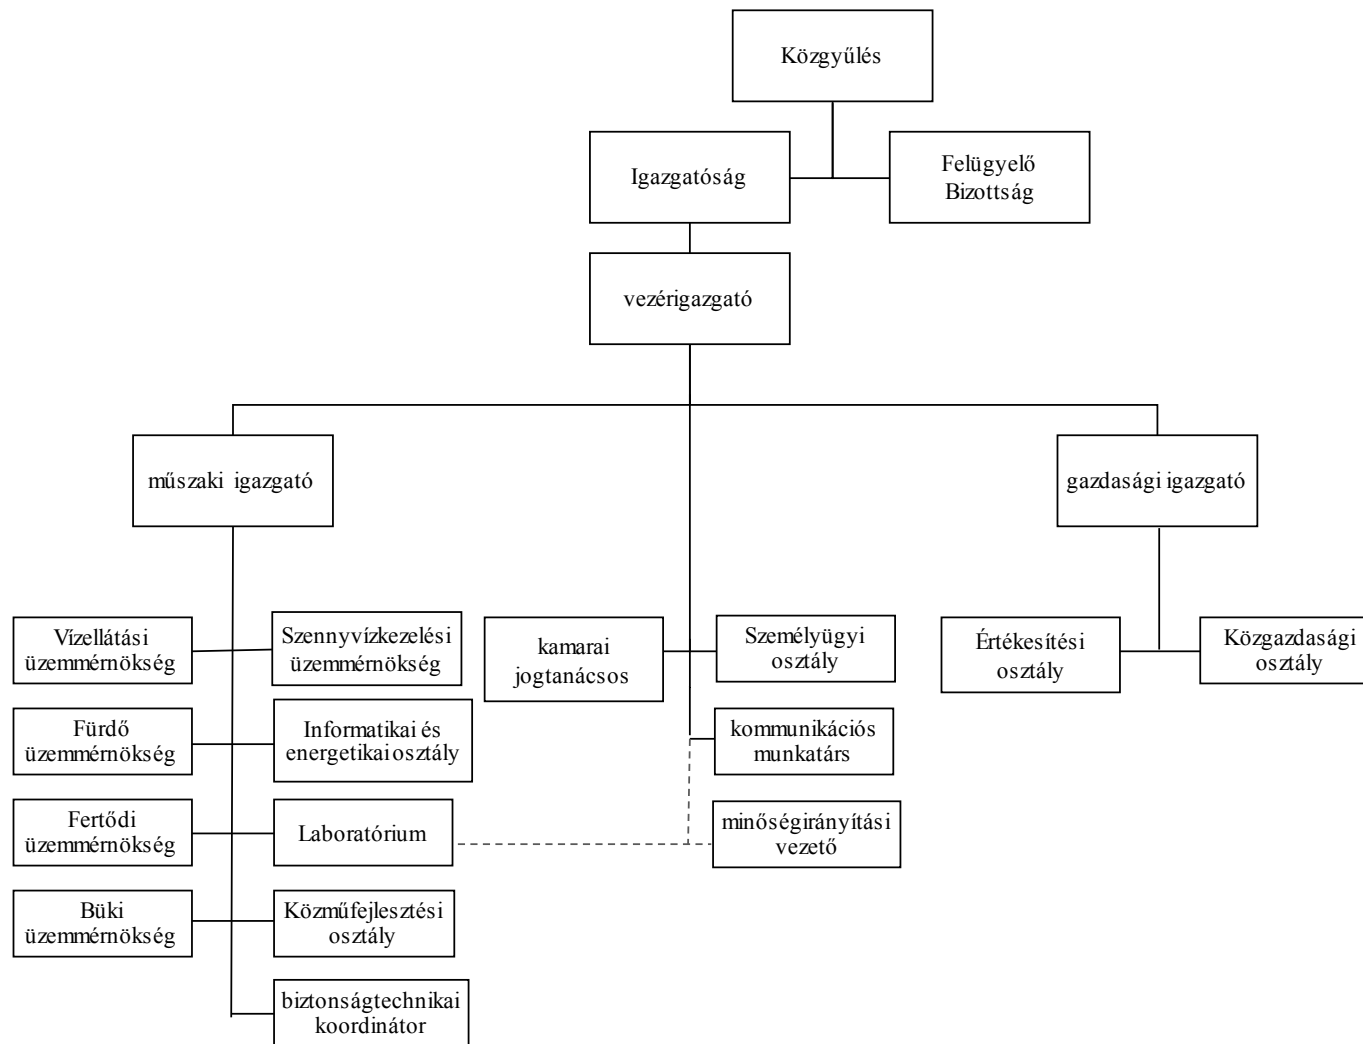 Közgyűlés
Igazgatóság
Felügyelő
Bizottság
vezérigazgató
műszaki igazgató
gazdasági igazgató
Vízellátási
üzemmérnökség
Szennyvízkezelési
üzemmérnökség
kamarai
jogtanácsos
Személyügyi
osztály
Értékesítési
osztály
Közgazdasági
osztály
Fürdő
üzemmérnökség
Informatikai és
energetikai osztály
kommunikációs
munkatárs
Fertődi
üzemmérnökség
Laboratórium
minőségirányítási
vezető
Büki
üzemmérnökség
Közműfejlesztési
osztály
biztonságtechnikai
koordinátor